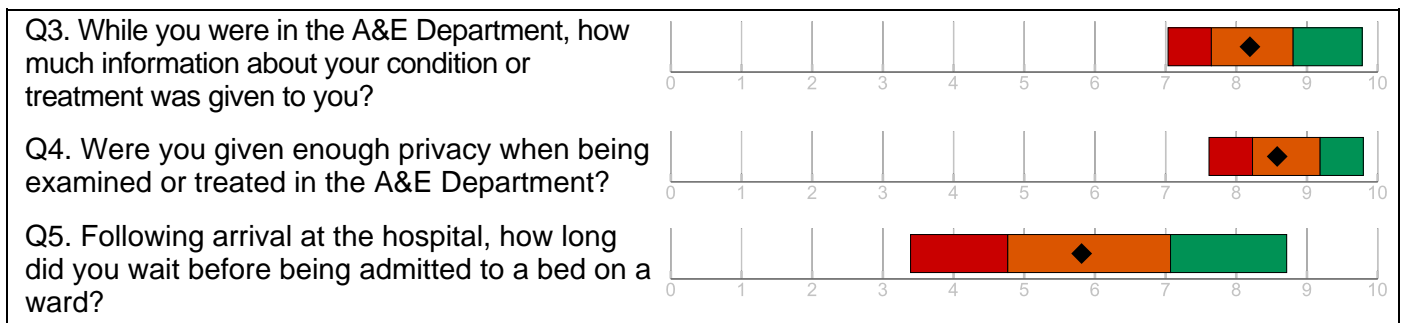 Q3. While you were in the A&E Department, how
much information about your condition or
treatment was given to you?
0 1 2 3 4 5 6 7 8 9 10
Q4. Were you given enough privacy when being
examined or treated in the A&E Department?
0 1 2 3 4 5 6 7 8 9 10
Q5. Following arrival at the hospital, how long
did you wait before being admitted to a bed on a
ward?
0 1 2 3 4 5 6 7 8 9 10